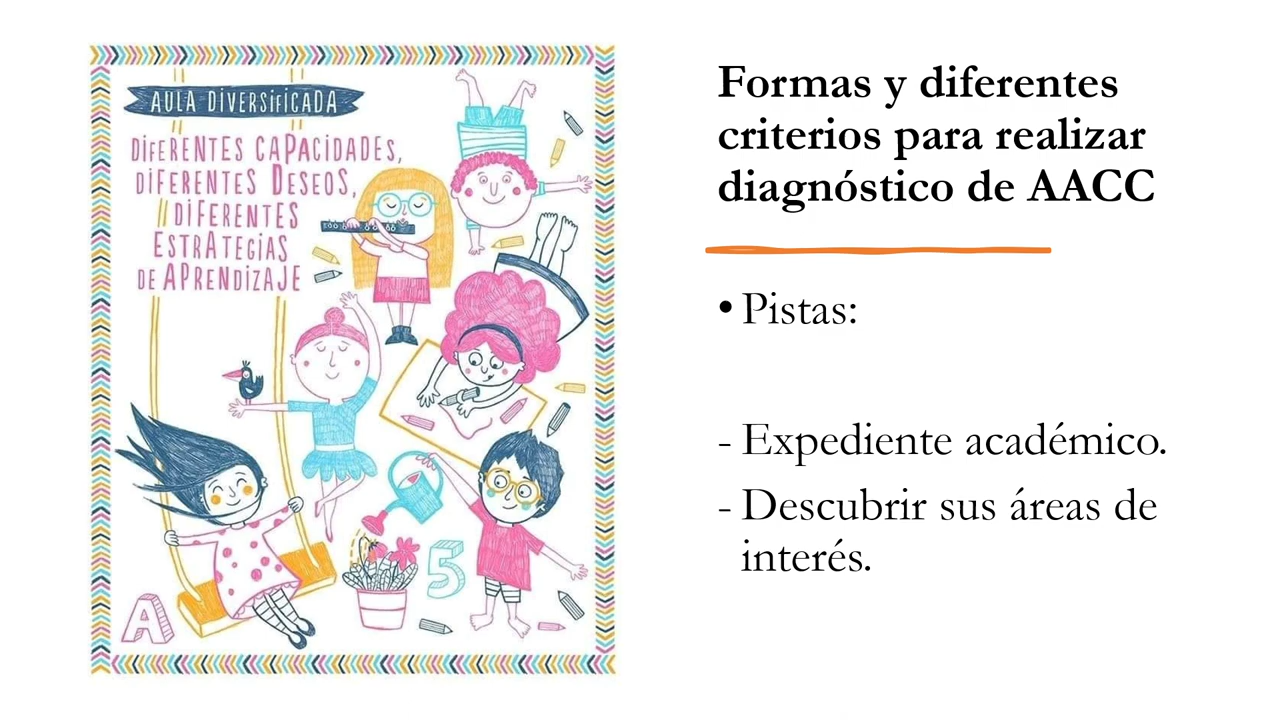 AULA DIVERSIFICADA
DIFERENTES CAPACIDADES,
DIFERENTES DESEOS,
DIFERENTES
ESTRATEGIAS
DE APRENDIZAJE
A
5
Formas y diferentes
criterios para realizar
diagnóstico de AACC
• Pistas:
- Expediente académico.
- Descubrir sus áreas de
interés.